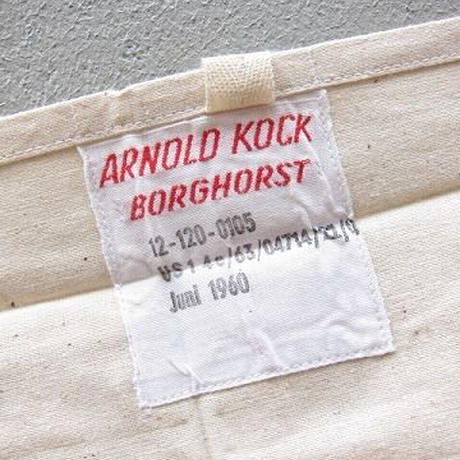 ARNOLD KOCK
BORGHORST
12-120-0105
Juni 1960